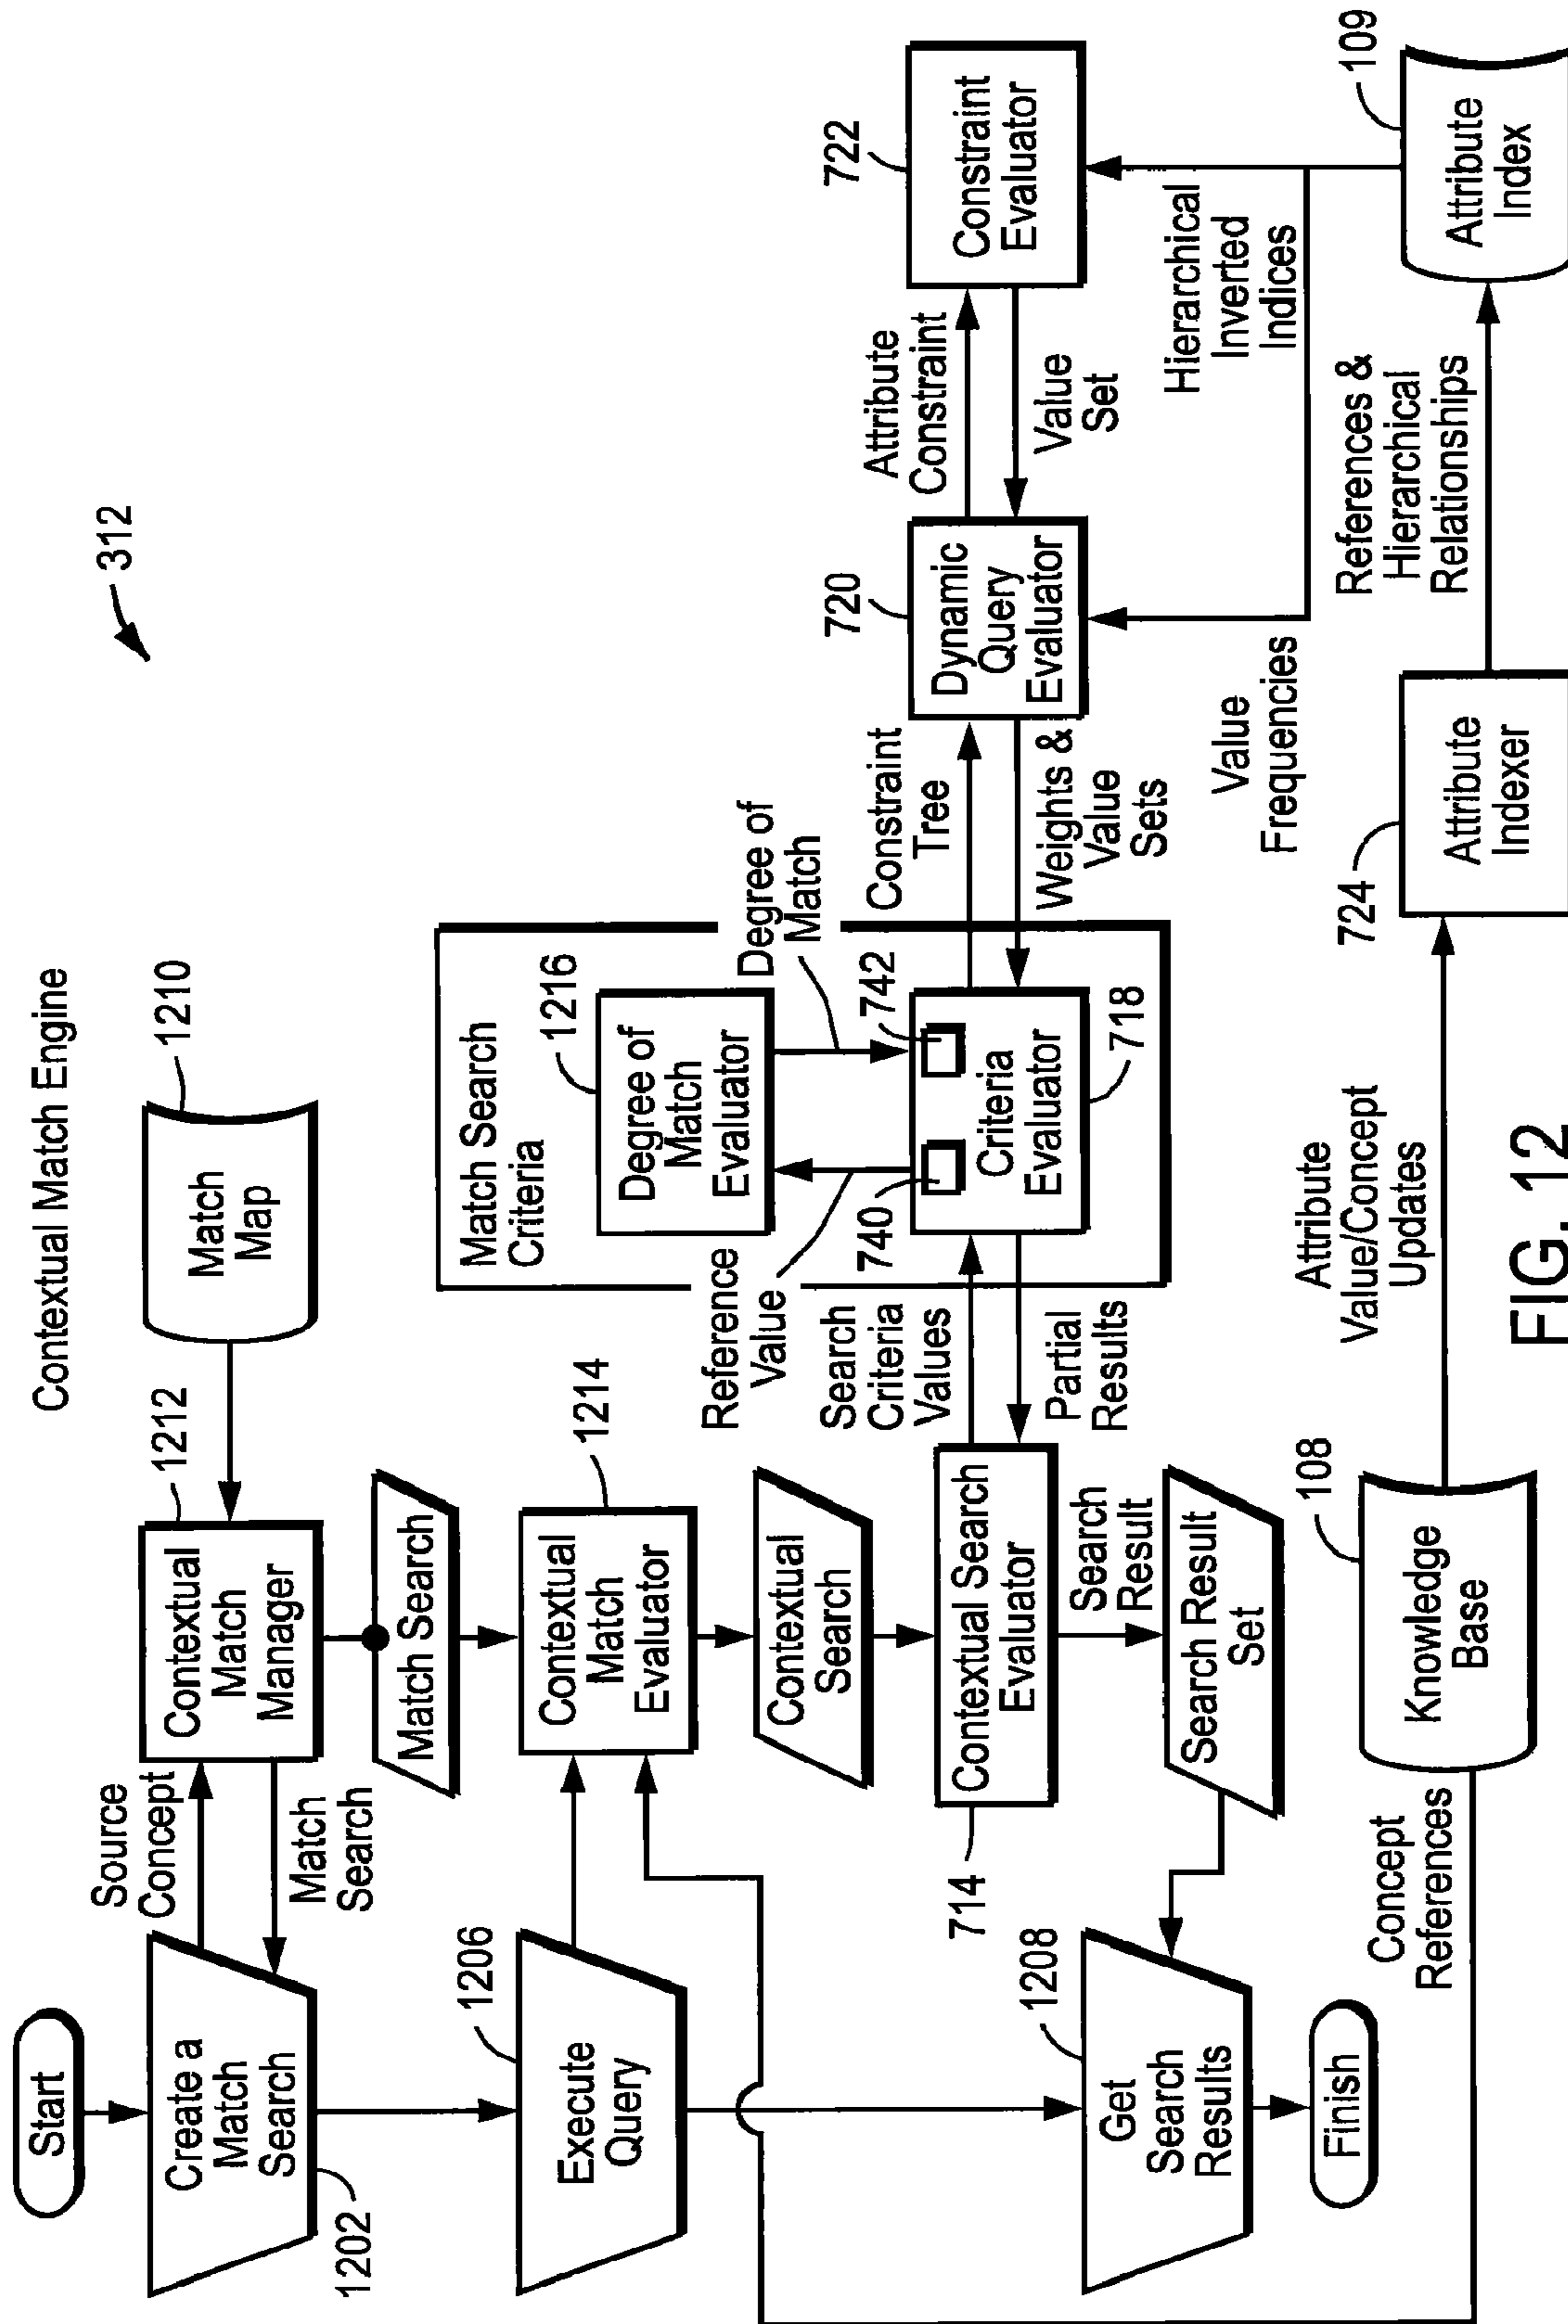 Contextual Match Engine
312
Start
Create a
Match
Search
1202
Source
Concept
Match
Search
Contextual
Match
Manager
1212
Match
Map
1210
Match Search
Execute
Query
1206
Contextual
Match
Evaluator
1214
Contextual
Search
Match Search
Criteria
Degree of
Match
Evaluator
1216
Reference
Value
Degree of
Match
740
742
Criteria
Evaluator
718
Search
Criteria
Values
Partial
Results
Constraint
Tree
Weights &
Value
Sets
Dynamic
Query
Evaluator
720
Attribute
Constraint
Value
Set
Constraint
Evaluator
722
Contextual Search
Evaluator
714
Search
Result
Search Result
Set
Get
Search
Results
1208
Finish
Hierarchical
Inverted
Indices
Value
Frequencies
Concept
References
Knowledge
Base
108
Attribute
Value/Concept
Updates
Attribute
Indexer
724
References &
Hierarchical
Relationships
Attribute
Index
109
FIG. 12